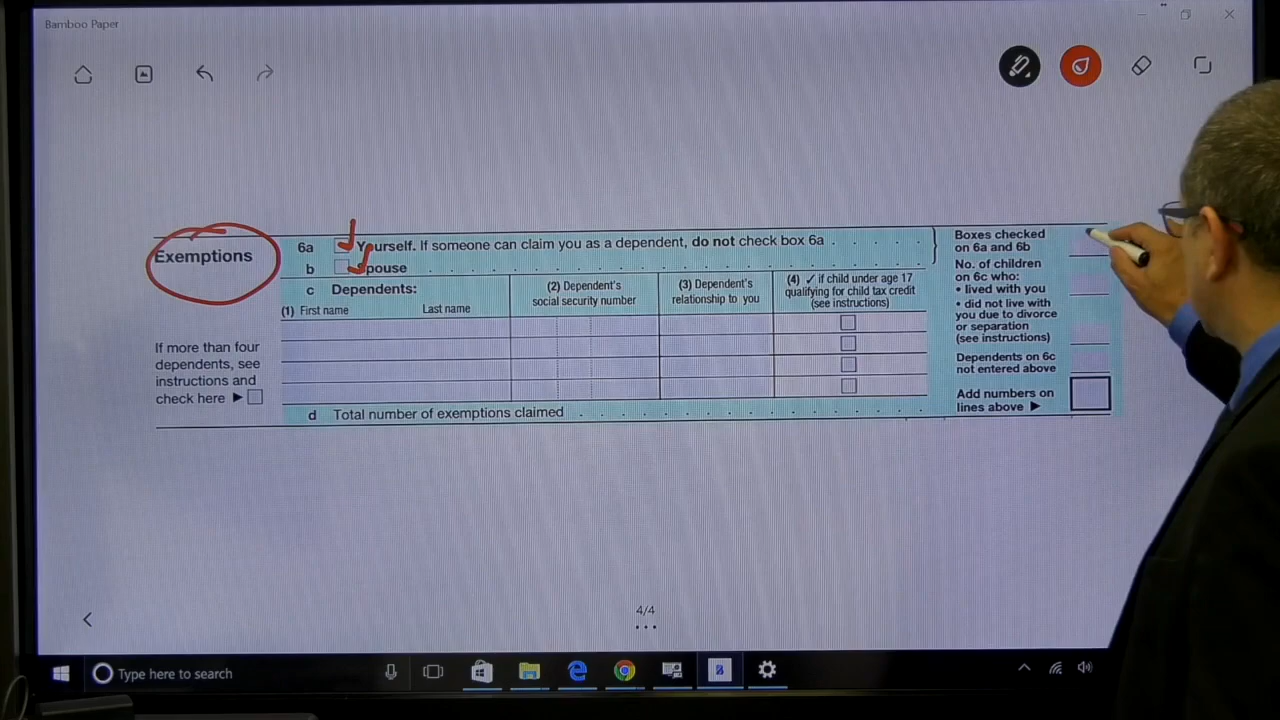 Bamboo Paper
Exemptions
6a Yourself. If someone can claim you as a dependent, do not check box 6a . . . . .
b Spouse . . . . . . . . . . . . . . . . . . . . . . . .
c Dependents:
(1) First name Last name
(2) Dependent's
social security number
(3) Dependent's
relationship to you
(4) ✓ if child under age 17
qualifying for child tax credit
(see instructions)
If more than four
dependents, see
instructions and
check here ▶
d Total number of exemptions claimed . . . . . . . . . . . . . . . . .
Boxes checked
on 6a and 6b
No. of children
on 6c who:
• lived with you
• did not live with
you due to divorce
or separation
(see instructions)
Dependents on 6c
not entered above
Add numbers on
lines above ▶
4/4
Type here to search